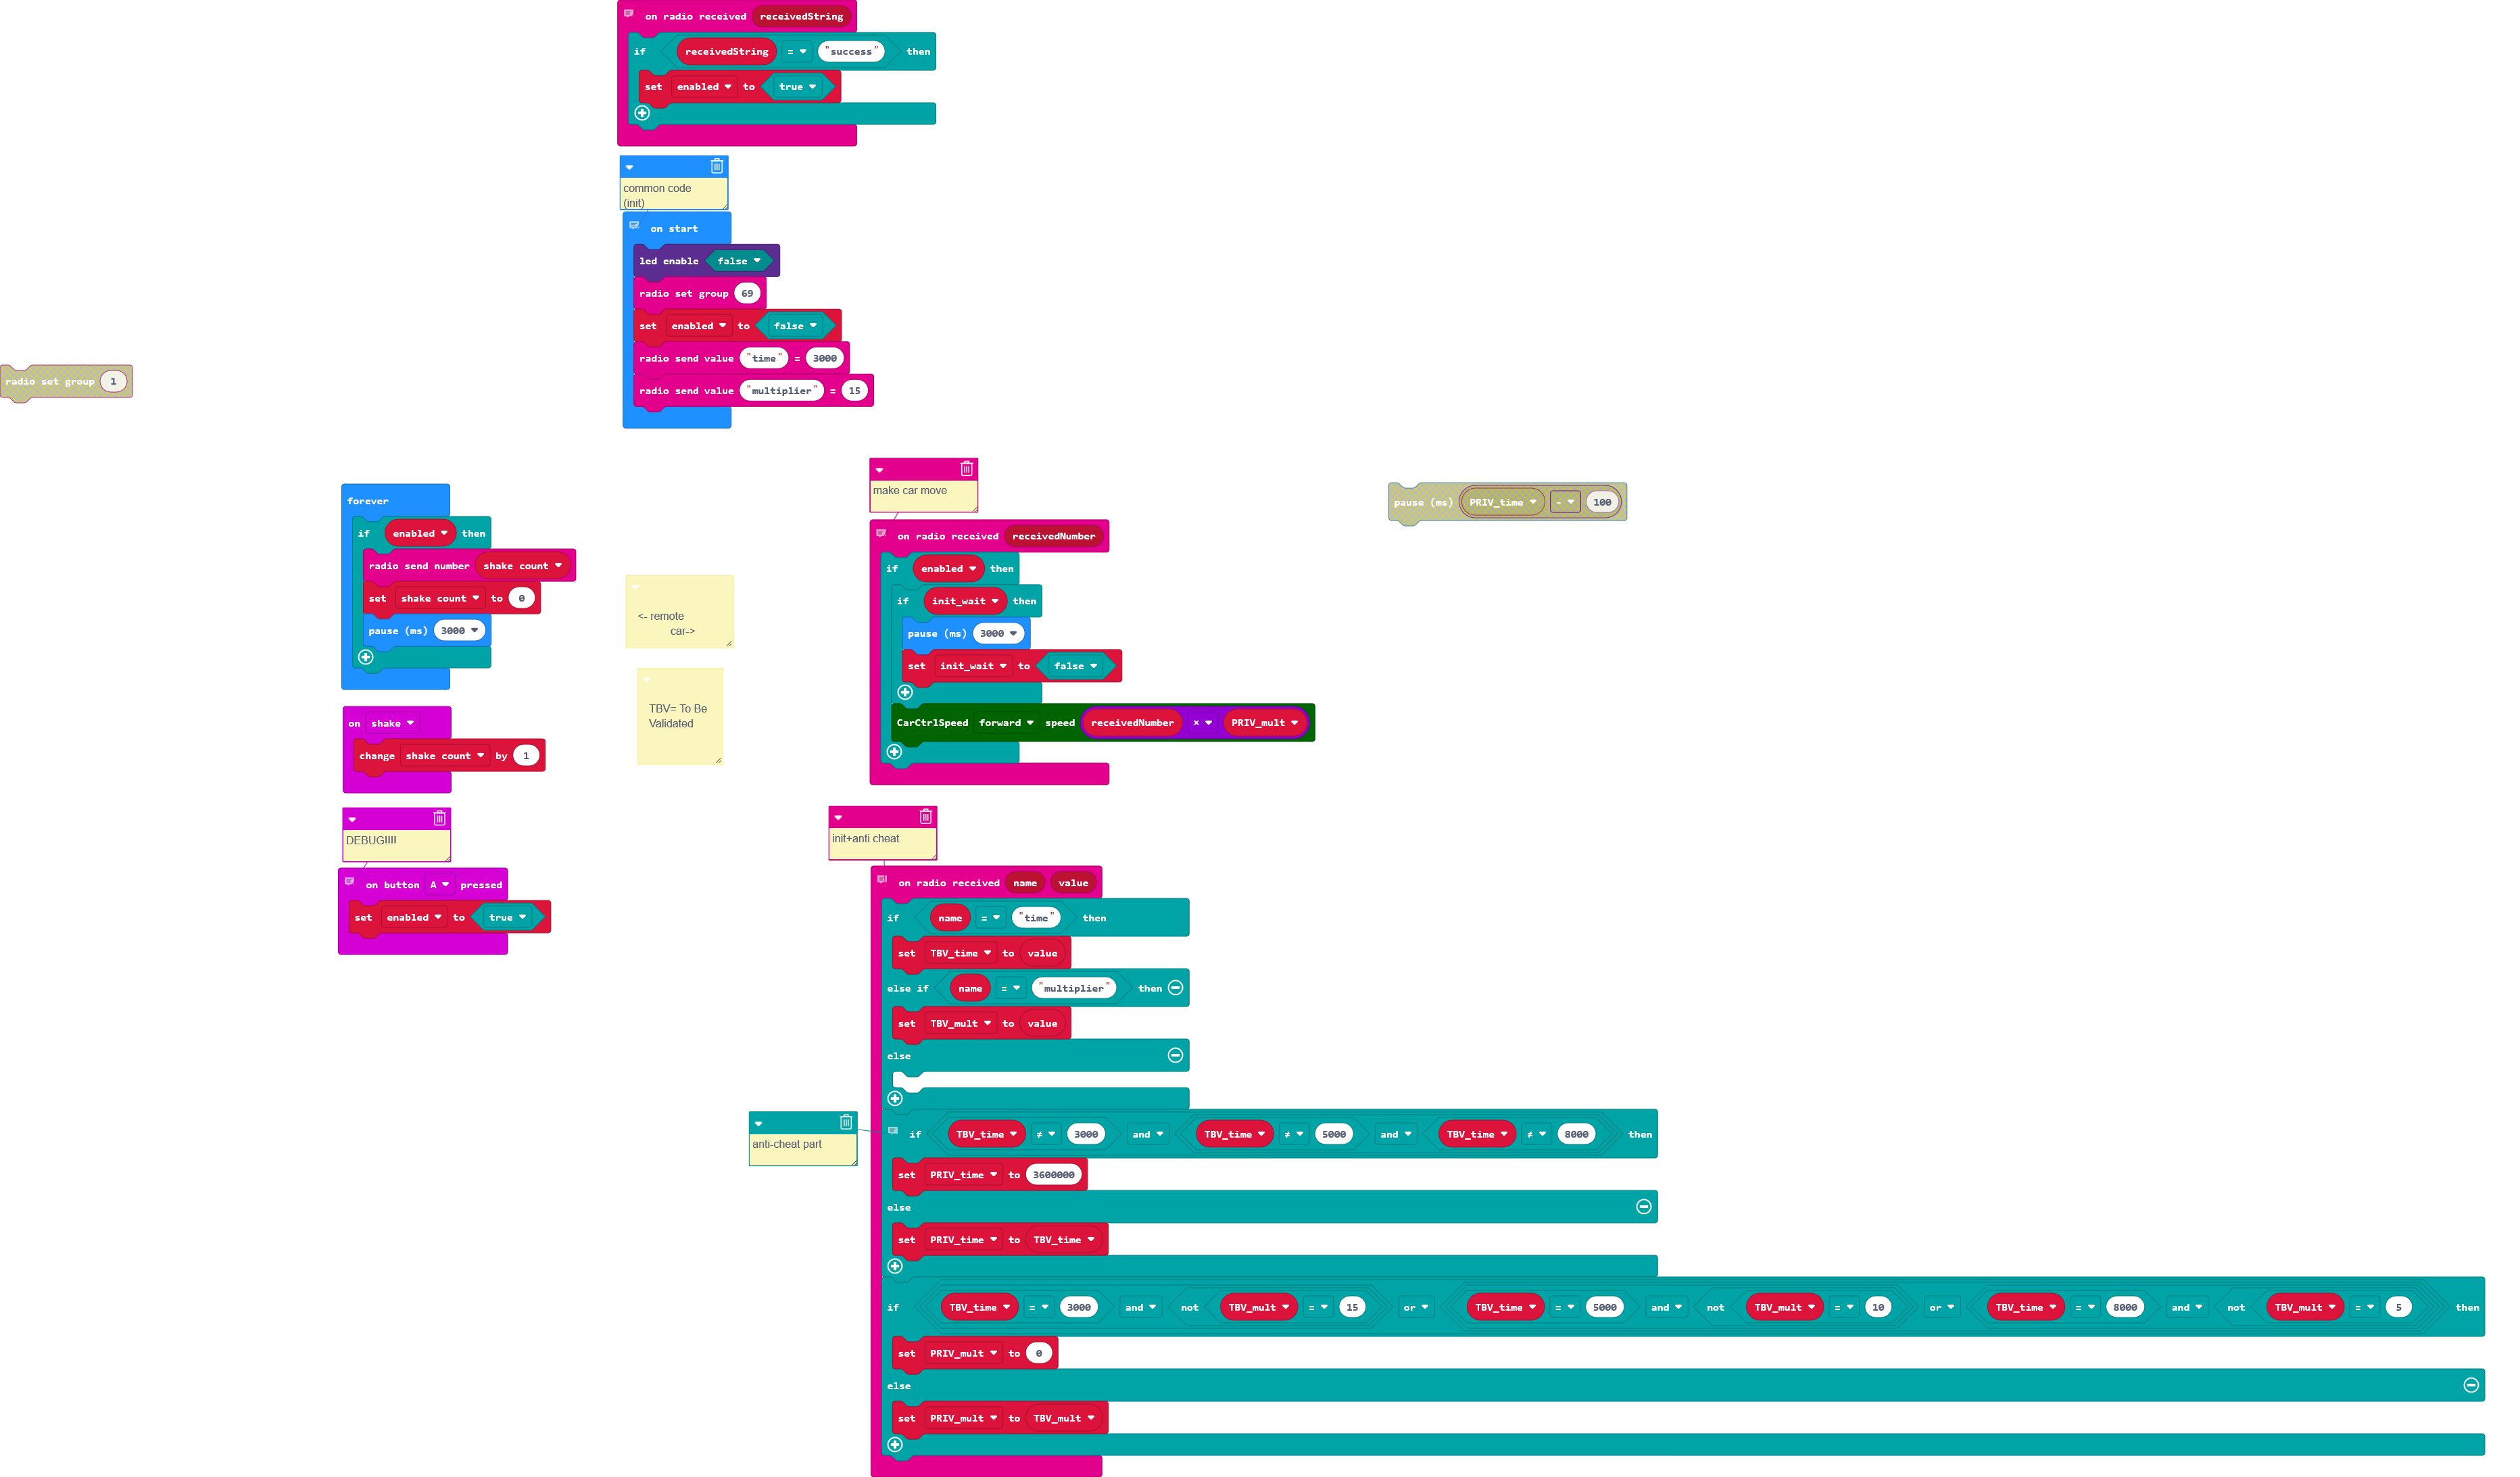 on radio received receivedString
if receivedString = "success" then
set enabled to true
common code
(init)
on start
led enable false
radio set group 69
set enabled to false
radio send value "time" = 3000
radio send value "multiplier" = 15
radio set group 1
forever
if enabled then
radio send number shake count
set shake count to 0
pause (ms) 3000
on shake
change shake count by 1
DEBUG!!!!
on button A pressed
set enabled to true
<- remote
car->
TBV= To Be
Validated
make car move
on radio received receivedNumber
if enabled then
if init_wait then
pause (ms) 3000
set init_wait to false
CarCtrlSpeed forward speed receivedNumber × PRIV_mult
pause (ms) PRIV_time - 100
init+anti cheat
on radio received name value
if name = "time" then
set TBV_time to value
else if name = "multiplier" then
set TBV_mult to value
else
anti-cheat part
if TBV_time ≠ 3000 and TBV_time ≠ 5000 and TBV_time ≠ 8000 then
set PRIV_time to 3600000
else
set PRIV_time to TBV_time
if TBV_time = 3000 and not TBV_mult = 15 or TBV_time = 5000 and not TBV_mult = 10 or TBV_time = 8000 and not TBV_mult = 5 then
set PRIV_mult to 0
else
set PRIV_mult to TBV_mult